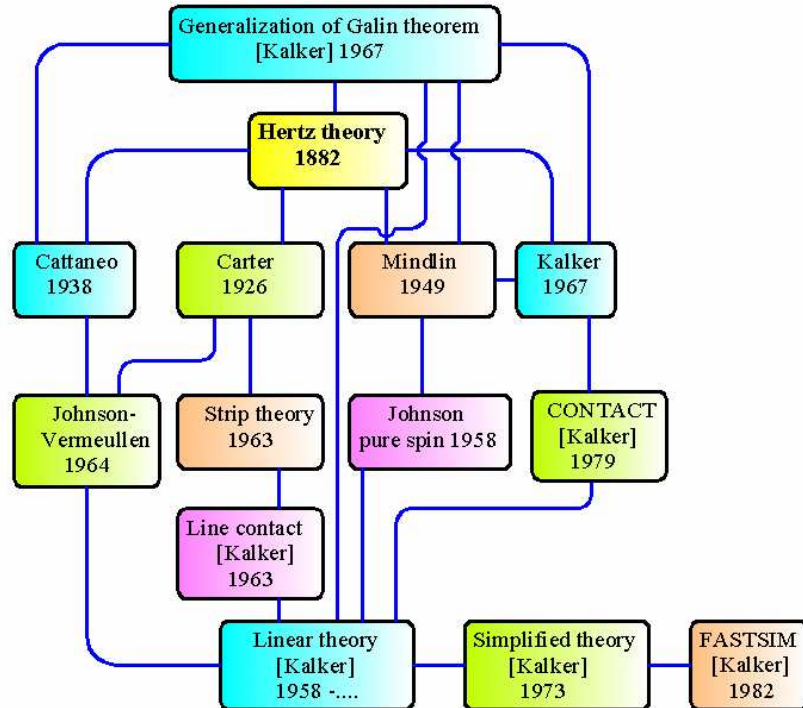 Generalization of Galin theorem
[Kalker] 1967
Hertz theory
1882
Cattaneo
1938
Carter
1926
Mindlin
1949
Kalker
1967
Johnson-
Vermeullen
1964
Strip theory
1963
Johnson
pure spin 1958
CONTACT
[Kalker]
1979
Line contact
[Kalker]
1963
Linear theory
[Kalker]
1958 -....
Simplified theory
[Kalker]
1973
FASTSIM
[Kalker]
1982